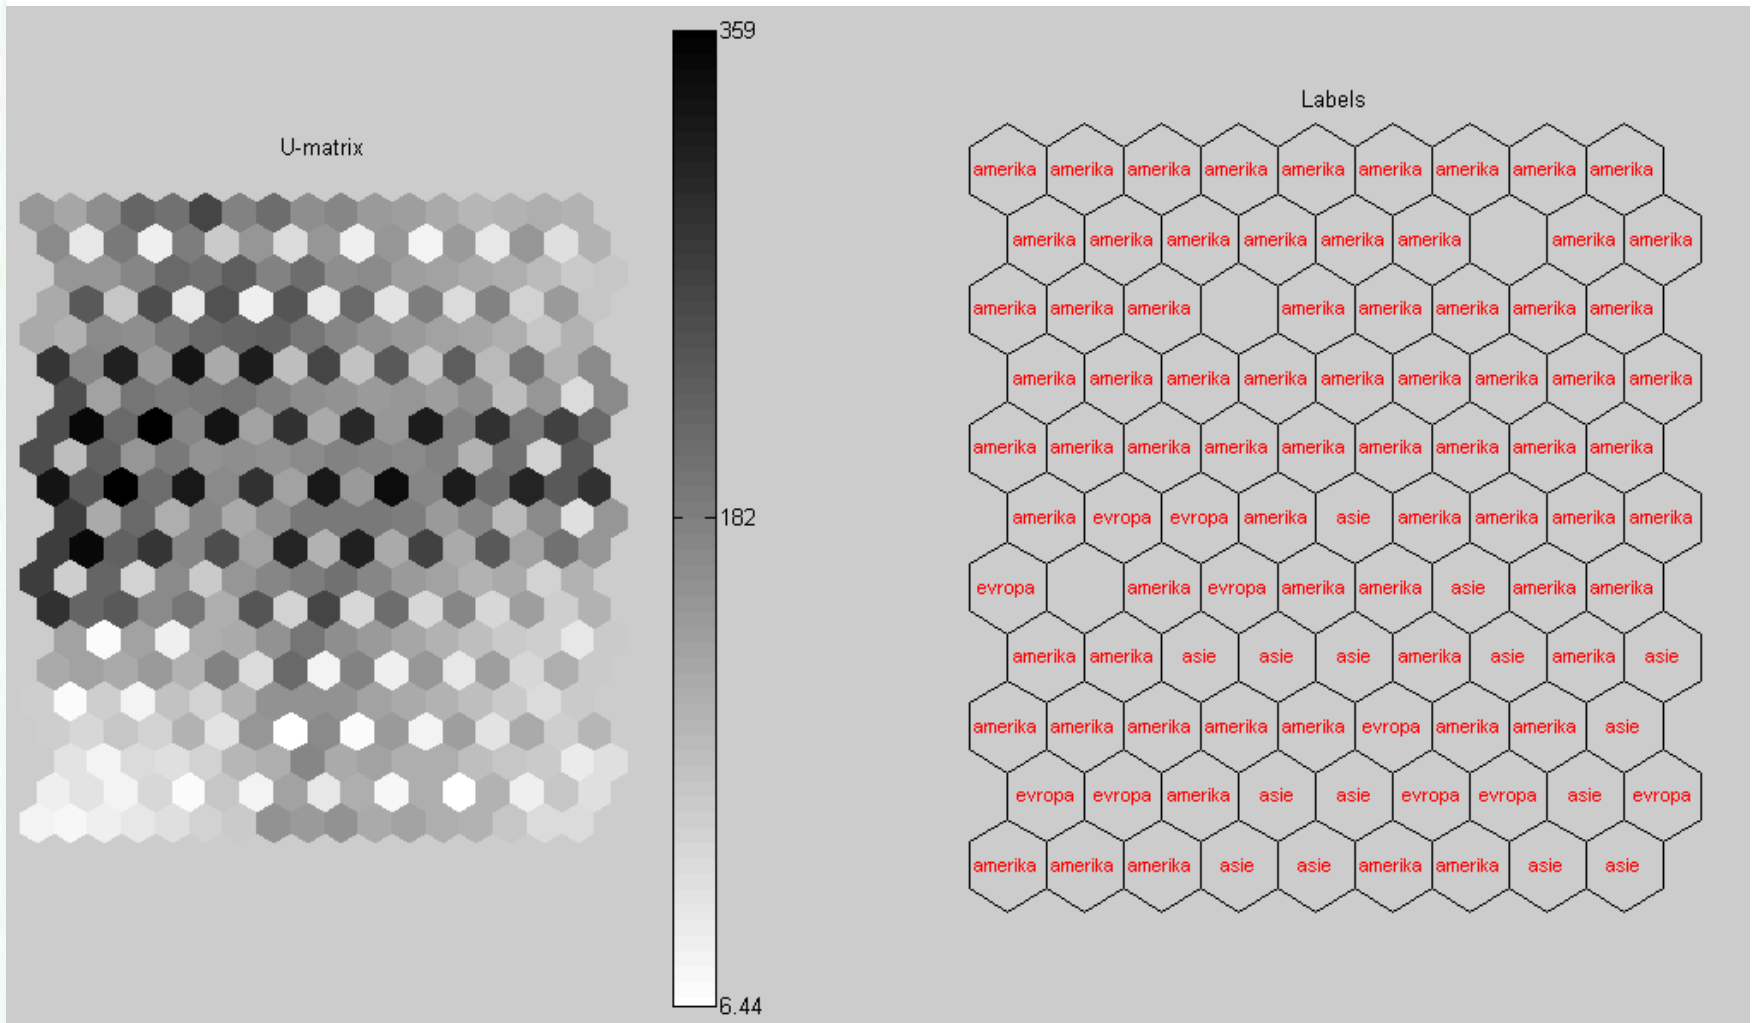 U-matrix
359
182
6.44
Labels
amerika amerika amerika amerika amerika amerika amerika amerika amerika
amerika amerika amerika amerika amerika amerika amerika amerika
amerika amerika amerika amerika amerika amerika amerika amerika
amerika amerika amerika amerika amerika amerika amerika amerika amerika
amerika amerika amerika amerika amerika amerika amerika amerika amerika
amerika evropa evropa amerika asie amerika amerika amerika amerika
evropa amerika evropa amerika amerika asie amerika amerika
amerika amerika asie asie asie amerika asie amerika asie
amerika amerika amerika amerika amerika evropa amerika amerika asie
evropa evropa amerika asie asie evropa evropa asie evropa
amerika amerika amerika asie asie amerika amerika asie asie